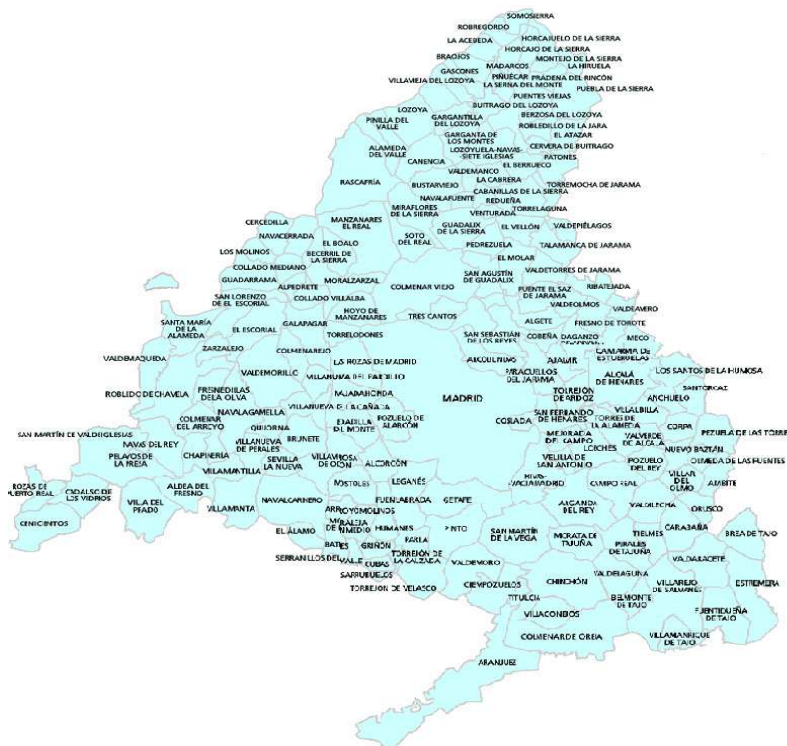 SOMOSIERRA
ROBREGORDO
LA ACEBEDA
HORCAJUELO DE LA SIERRA
HORCAJO DE LA SIERRA
BRAOJOS
MONTEJO DE LA SIERRA
MADARCOS
LA HIRUELA
GASCONES
PIÑUÉCAR
PRADENA DEL RINCÓN
VILLAVIEJA DEL LOZOYA
LA SERNA DEL MONTE
PUEBLA DE LA SIERRA
PUENTES VIEJAS
BUITRAGO DEL LOZOYA
LOZOYA
GARGANTILLA
DEL LOZOYA
BERZOSA DEL LOZOYA
PINILLA DEL
VALLE
ROBLEDILLO DE LA JARA
GARGANTA DE
LOS MONTES
EL ATAZAR
ALAMEDA
DEL VALLE
LOZOYUELA-NAVAS-
-SIETE IGLESIAS
CERVERA DE BUITRAGO
CANENCIA
PATONES
EL BERRUECO
VALDEMANCO
RASCAFRÍA
BUSTARVIEJO
LA CABRERA
TORREMOCHA DE JARAMA
CABANILLAS DE LA SIERRA
NAVALAFUENTE
REDUEÑA
MIRAFLORES
DE LA SIERRA
VENTURADA
TORRELAGUNA
CERCEDILLA
MANZANARES
EL REAL
GUADALIX
DE LA SIERRA
EL VELLÓN
VALDEPIÉLAGOS
NAVACERRADA
SOTO
DEL REAL
EL BOALO
PEDREZUELA
TALAMANCA DE JARAMA
LOS MOLINOS
BECERRIL DE
LA SIERRA
EL MOLAR
COLLADO MEDIANO
SAN AGUSTÍN
DE GUADALIX
VALDETORRES DE JARAMA
GUADARRAMA
ALPEDRETE
MORALZARZAL
COLMENAR VIEJO
FUENTE EL SAZ
DE JARAMA
RIBATEJADA
SAN LORENZO
DE EL ESCORIAL
COLLADO VILLALBA
VALDEOLMOS
HOYO DE
MANZANARES
VALDEAVERO
SANTA MARÍA
DE LA
ALAMEDA
EL ESCORIAL
GALAPAGAR
TRES CANTOS
ALGETE
FRESNO DE TOROTE
TORRELODONES
SAN SEBASTIÁN
DE LOS REYES
COBEÑA
DAGANZO
MECO
ZARZALEJO
COLMENAREJO
CAMARMA DE
ESTUERUELAS
VALDEMAQUEDA
LAS ROZAS DE MADRID
ALCOBENDAS
AJALVIR
VALDEMORILLO
PARACUELLOS
DEL JARAMA
ALCALÁ
DE HENARES
LOS SANTOS DE LA HUMOSA
VILLANUEVA DEL PARDILLO
ROBLEDO DE CHAVELA
FRESNEDILLAS
DE LA OLIVA
MAJADAHONDA
MADRID
TORREJÓN
DE ARDOZ
SANTORCAZ
ANCHUELO
VILLANUEVA DE LA CAÑADA
NAVALAGAMELLA
SAN FERNANDO
DE HENARES
VILLALBILLA
COLMENAR
DEL ARROYO
BOADILLA
DEL MONTE
POZUELO DE
ALARCÓN
COSLADA
TORRES DE
LA ALAMEDA
CORPA
SAN MARTÍN DE VALDEIGLESIAS
QUIJORNA
MEJORADA
DEL CAMPO
VALVERDE
DE ALCALÁ
PEZUELA DE LAS TORRE
NAVAS DEL REY
VILLANUEVA
DE PERALES
BRUNETE
LOECHES
NUEVO BAZTÁN
PELAYOS DE
LA PRESA
CHAPINERÍA
SEVILLA
LA NUEVA
VILLAVICIOSA
DE ODÓN
ALCORCÓN
VELILLA DE
SAN ANTONIO
POZUELO
DEL REY
OLMEDA DE LAS FUENTES
VILLAMANTILLA
RIVAS-
-VACIAMADRID
VILLAR
DEL
OLMO
AMBITE
ROZAS DE
PUERTO REAL
CADALSO DE
LOS VIDRIOS
ALDEA DEL
FRESNO
MÓSTOLES
LEGANÉS
CAMPO REAL
NAVALCARNERO
FUENLABRADA
GETAFE
ARGANDA
DEL REY
VALDILECHA
ORUSCO
VILLA DEL
PRADO
VILLAMANTA
ARROYOMOLINOS
CENICIENTOS
HUMANES
PINTO
SAN MARTÍN
DE LA VEGA
TIELMES
CARABAÑA
EL ÁLAMO
PARLA
MORATA DE
TAJUÑA
BREA DE TAJO
GRIÑÓN
PERALES
DE TAJUÑA
SERRANILLOS DEL
VALLE
CUBAS
TORREJÓN DE
LA CALZADA
VALDEMORO
VALDARACETE
VALDELAGUNA
TORREJÓN DE VELASCO
CIEMPOZUELOS
CHINCHÓN
VILLAREJO
DE SALVANÉS
ESTREMERA
TITULCIA
BELMONTE
DE TAJO
FUENTIDUEÑA
DE TAJO
VILLACONEJOS
COLMENAR DE OREJA
VILLAMANRIQUE
DE TAJO
ARANJUEZ